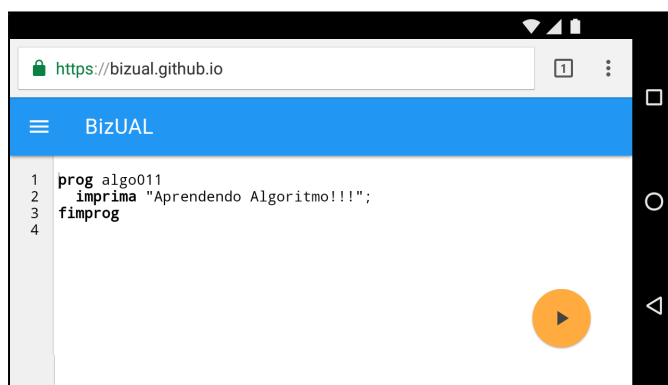 https://bizual.github.io
1
BizUAL
1 prog algo011
2 imprima "Aprendendo Algoritmo!!!";
3 fimprog
4